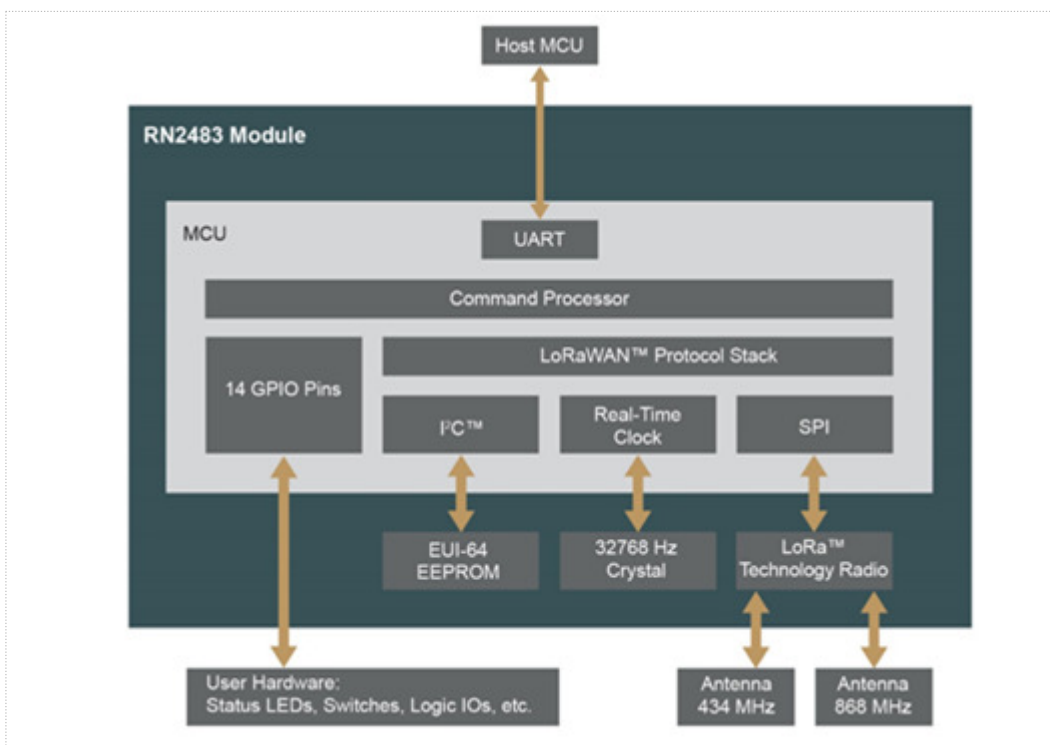 Host MCU
RN2483 Module
MCU
UART
Command Processor
14 GPIO Pins
LoRaWAN™ Protocol Stack
I²C™
Real-Time
Clock
SPI
EUI-64
EEPROM
32768 Hz
Crystal
LoRa™
Technology Radio
User Hardware:
Status LEDs, Switches, Logic IOs, etc.
Antenna
434 MHz
Antenna
868 MHz